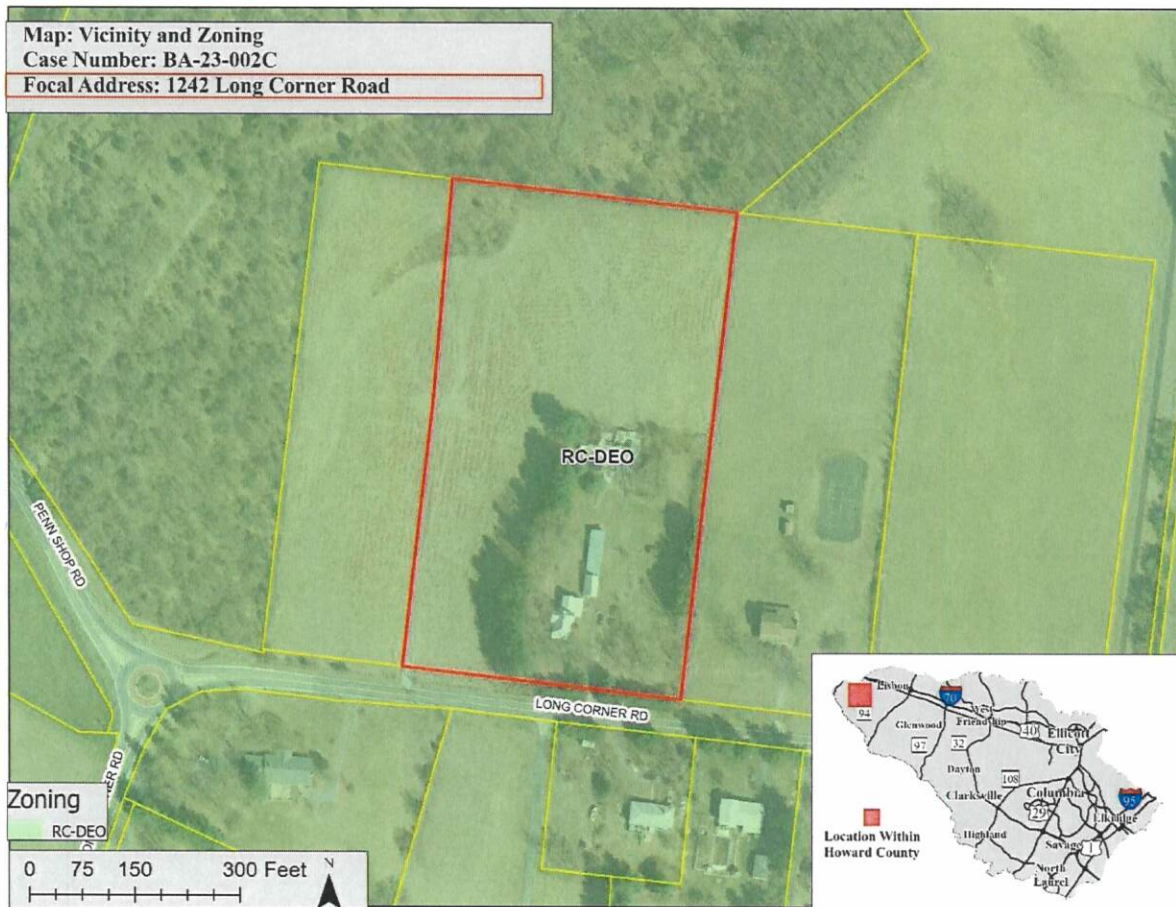 Map: Vicinity and Zoning
Case Number: BA-23-002C
Focal Address: 1242 Long Corner Road
RC-DEO
PENN SHOP RD
LONG CORNER RD
NER RD
Zoning
RC-DEO
0 75 150 300 Feet
N
Lisbon
70
94
West
Friendship
Glenwood
40
Ellicott
City
97
32
Dayton
108
Clarksville
Columbia
29
95
Elkridge
Highland
Savage
1
North
Laurel
Location Within
Howard County